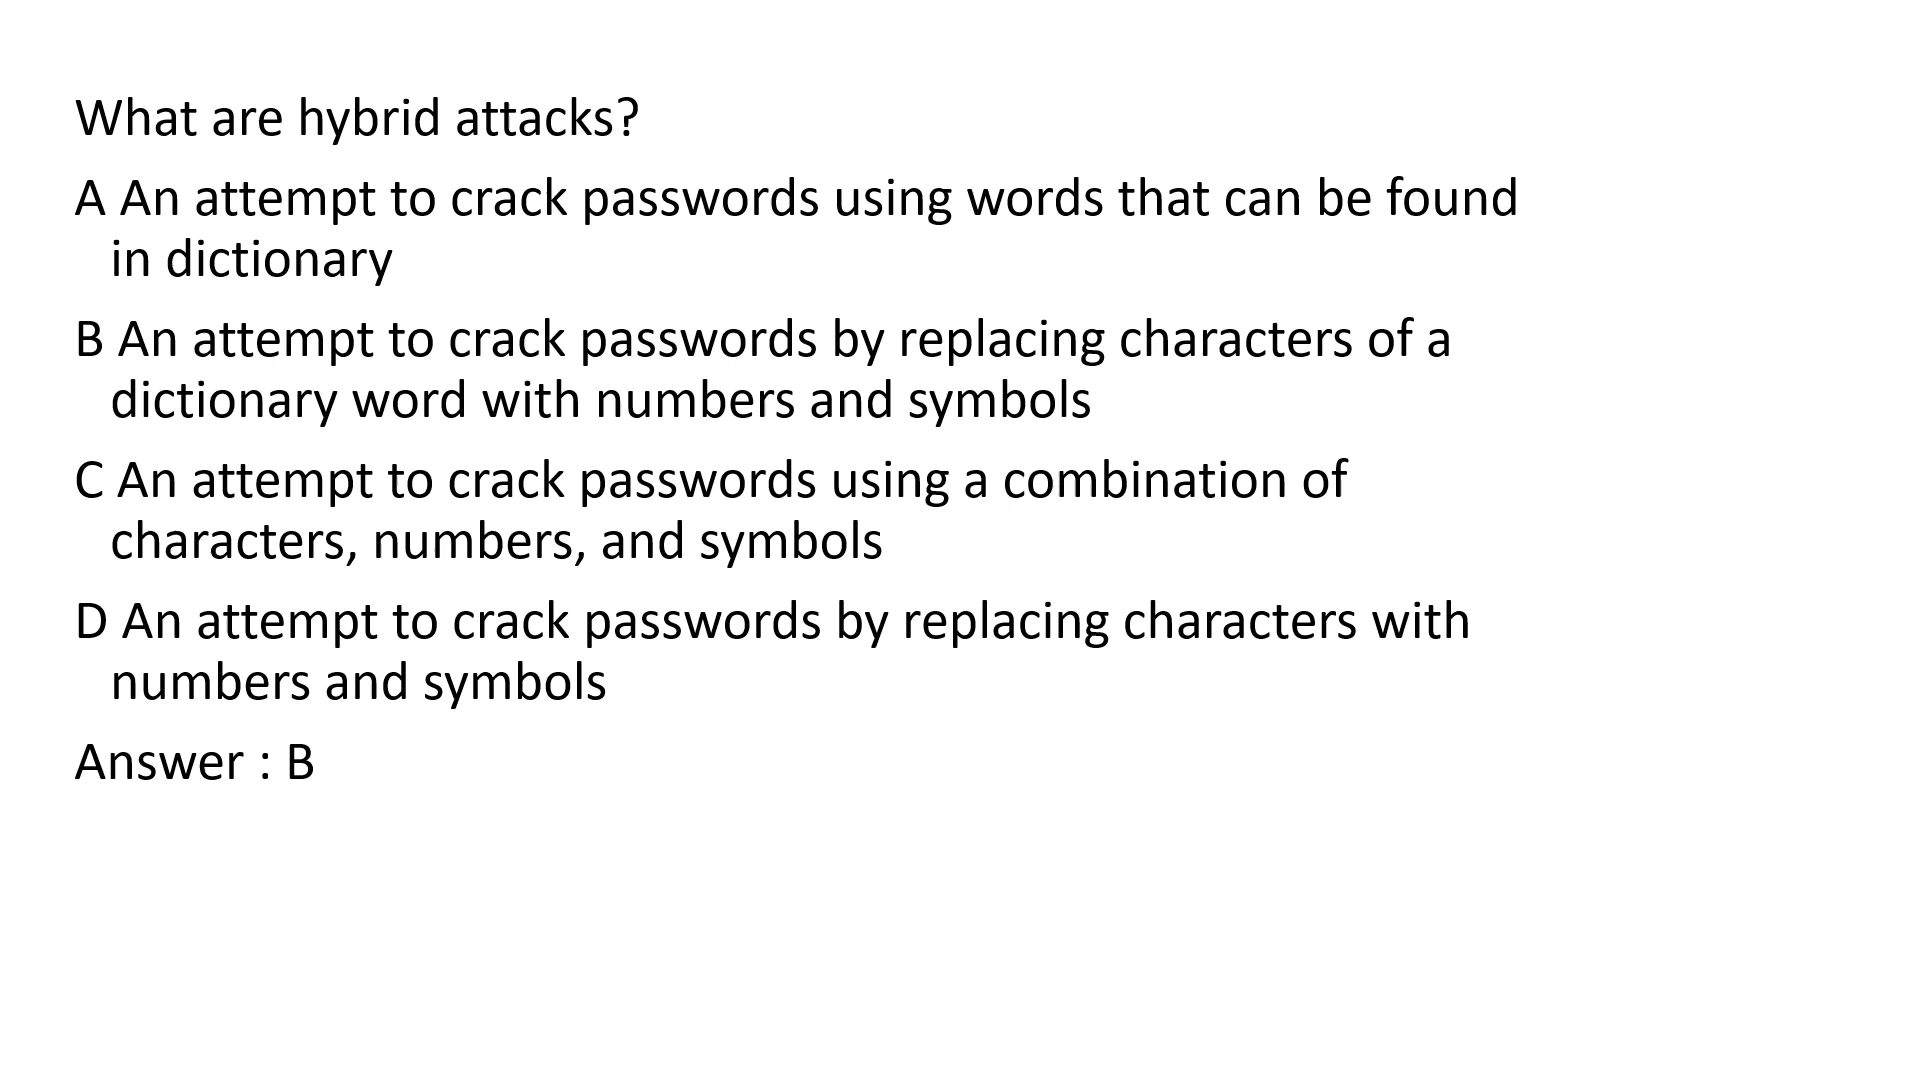 What are hybrid attacks?
A An attempt to crack passwords using words that can be found
in dictionary
B An attempt to crack passwords by replacing characters of a
dictionary word with numbers and symbols
C An attempt to crack passwords using a combination of
characters, numbers, and symbols
D An attempt to crack passwords by replacing characters with
numbers and symbols
Answer : B